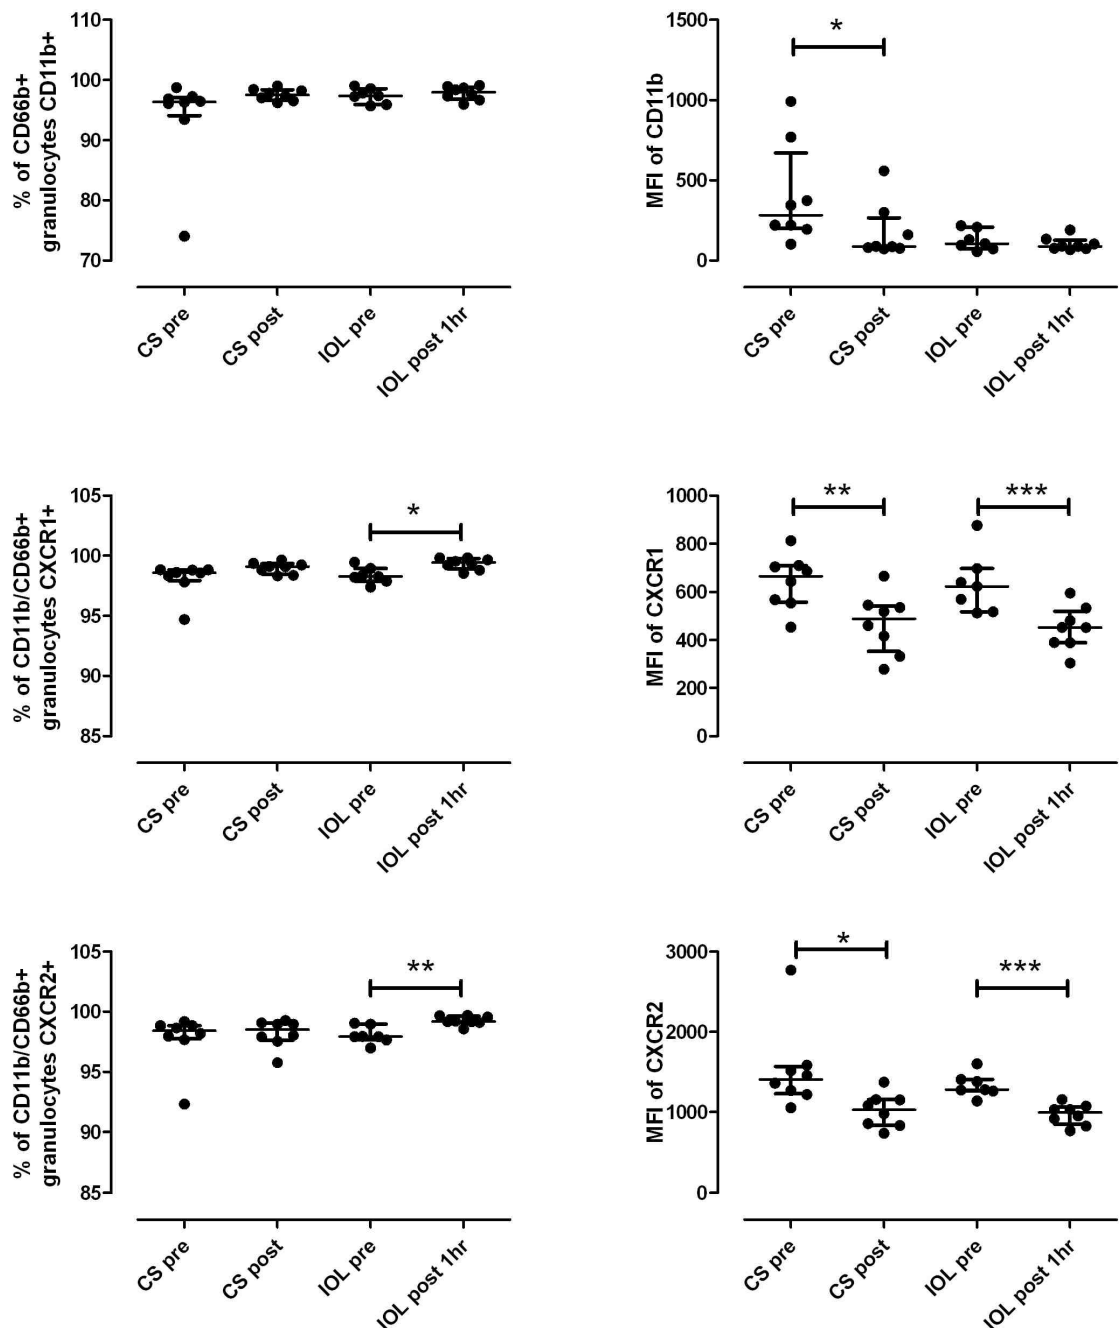 % of CD66b+
granulocytes CD11b+
110
100
90
80
70
CS pre
CS post
IOL pre
IOL post 1hr
MFI of CD11b
1500
1000
500
0
*
CS pre
CS post
IOL pre
IOL post 1hr
% of CD11b/CD66b+
granulocytes CXCR1+
105
100
95
90
85
*
CS pre
CS post
IOL pre
IOL post 1hr
MFI of CXCR1
1000
800
600
400
200
0
**
***
CS pre
CS post
IOL pre
IOL post 1hr
% of CD11b/CD66b+
granulocytes CXCR2+
105
100
95
90
85
**
CS pre
CS post
IOL pre
IOL post 1hr
MFI of CXCR2
3000
2000
1000
0
*
***
CS pre
CS post
IOL pre
IOL post 1hr